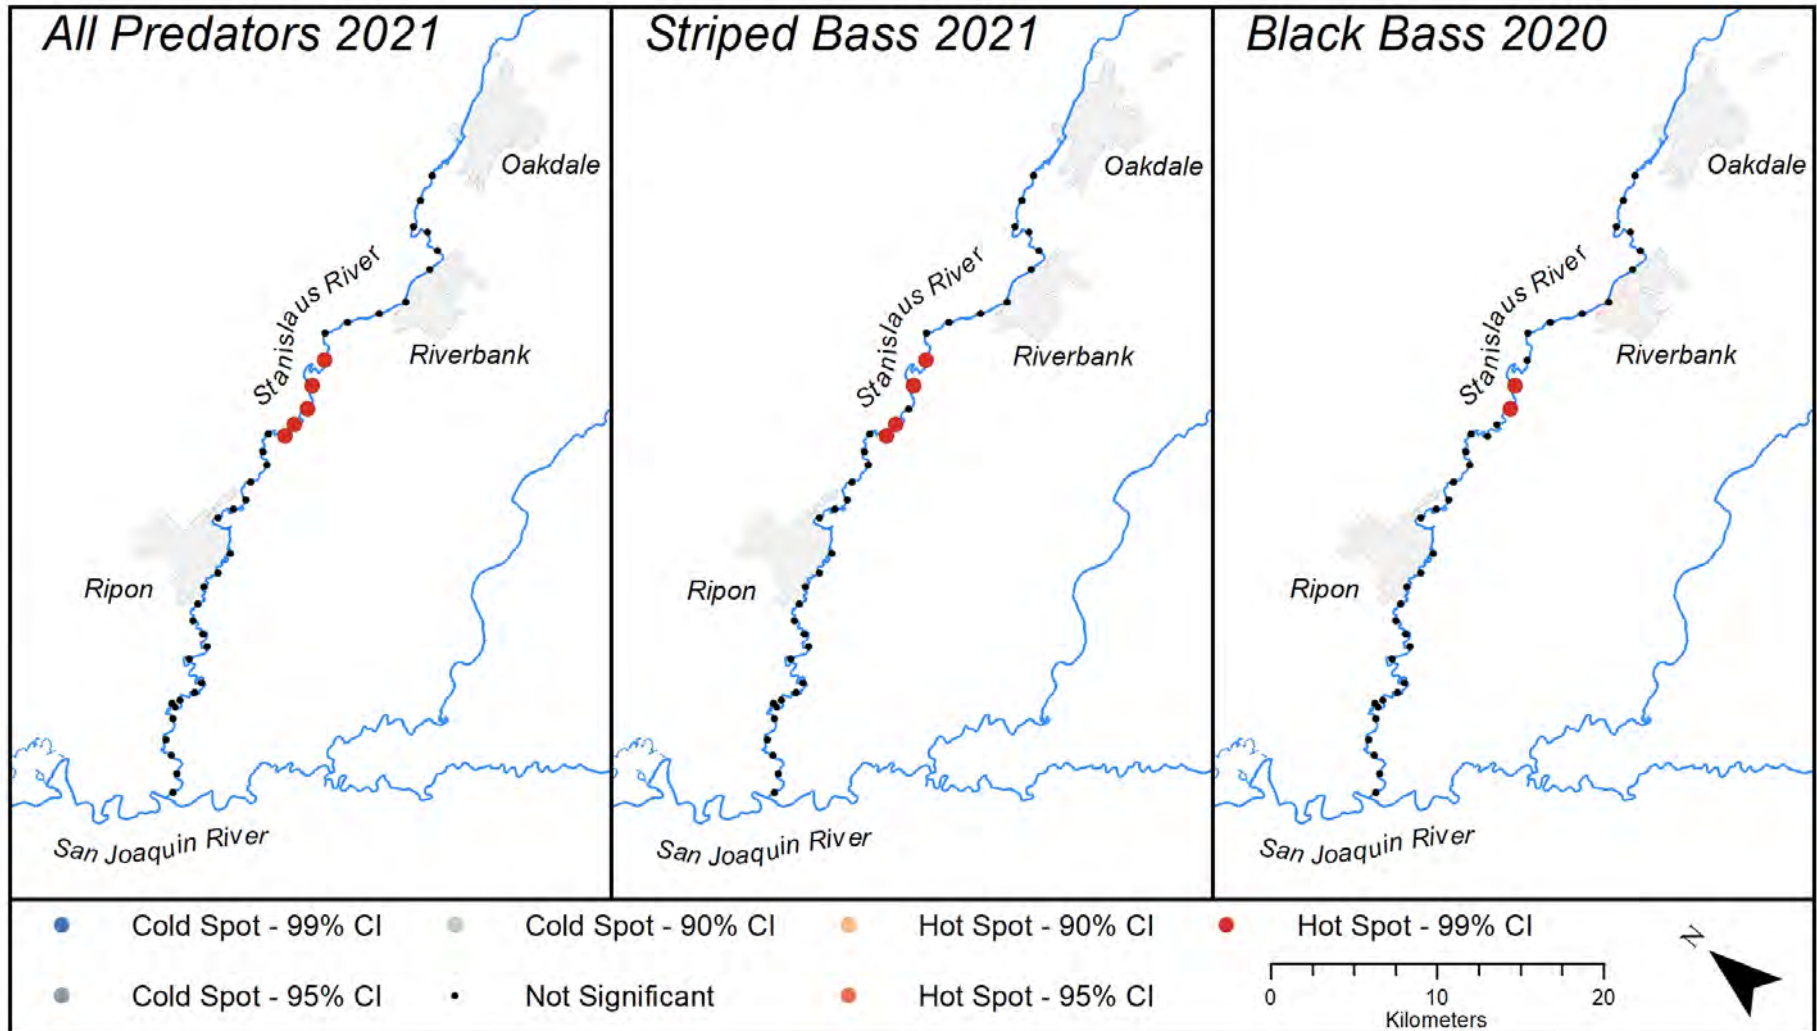 All Predators 2021
Oakdale
Stanislaus River
Riverbank
Ripon
San Joaquin River
Striped Bass 2021
Oakdale
Stanislaus River
Riverbank
Ripon
San Joaquin River
Black Bass 2020
Oakdale
Stanislaus River
Riverbank
Ripon
San Joaquin River
Cold Spot - 99% CI
Cold Spot - 90% CI
Hot Spot - 90% CI
Hot Spot - 99% CI
Cold Spot - 95% CI
Not Significant
Hot Spot - 95% CI
0 10 20
Kilometers
N